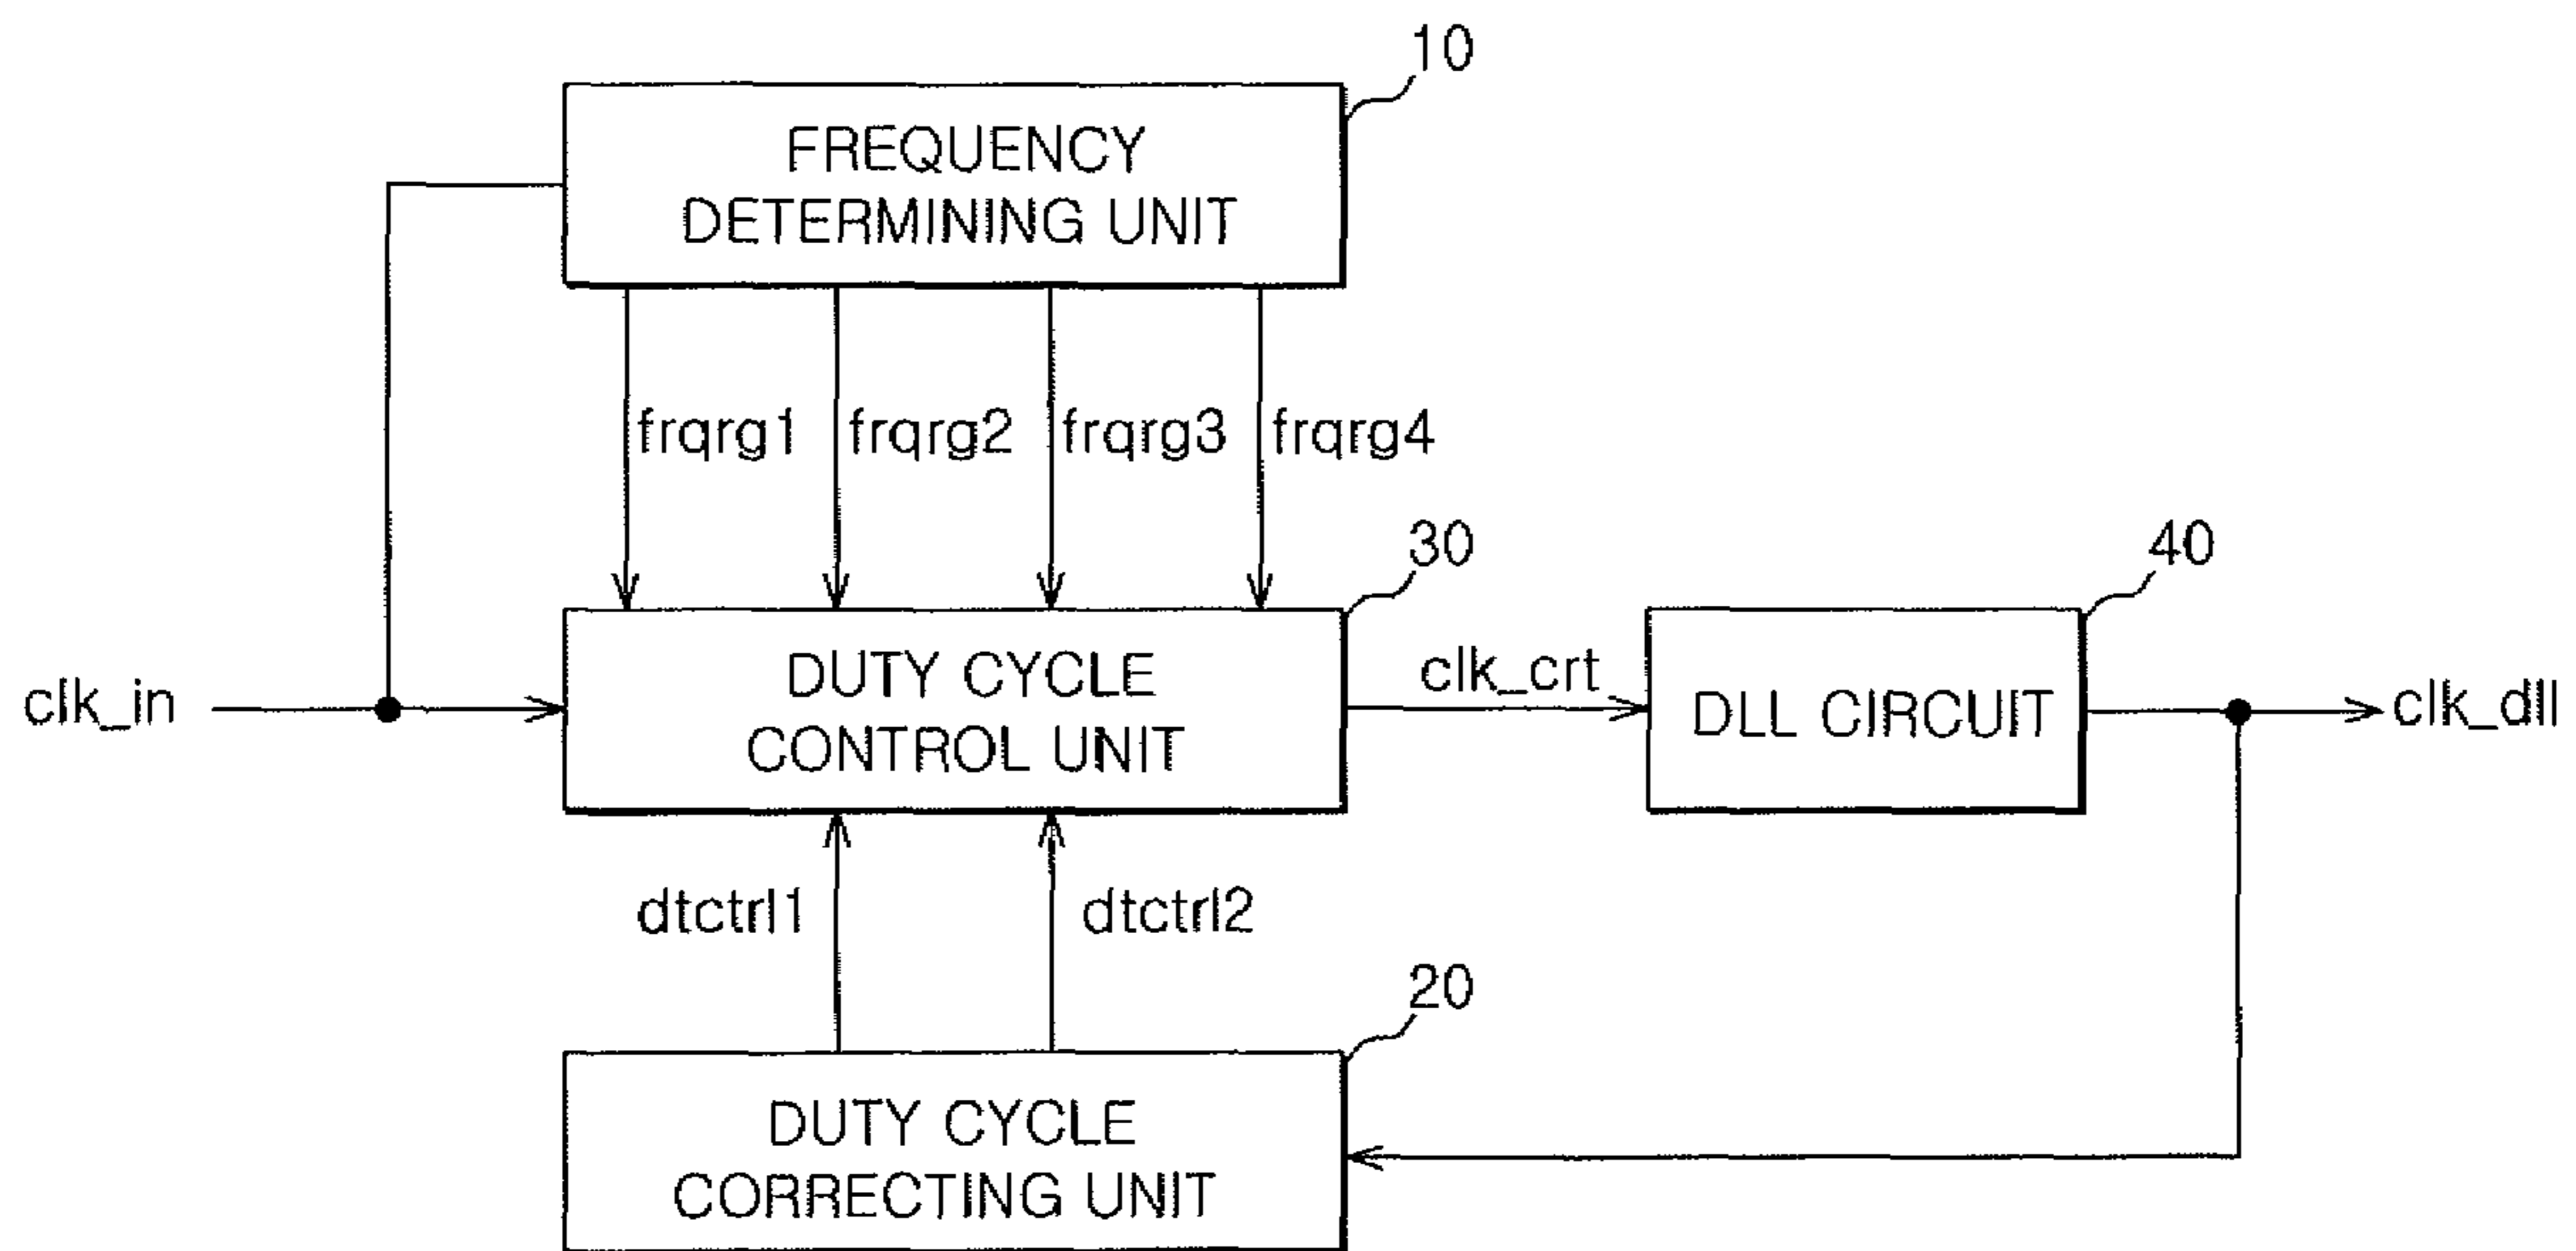 10
FREQUENCY
DETERMINING UNIT
frqrg1 frqrg2 frqrg3 frqrg4
30
40
clk_in
DUTY CYCLE
CONTROL UNIT
clk_crt
DLL CIRCUIT
clk_dll
dtctrl1 dtctrl2
20
DUTY CYCLE
CORRECTING UNIT